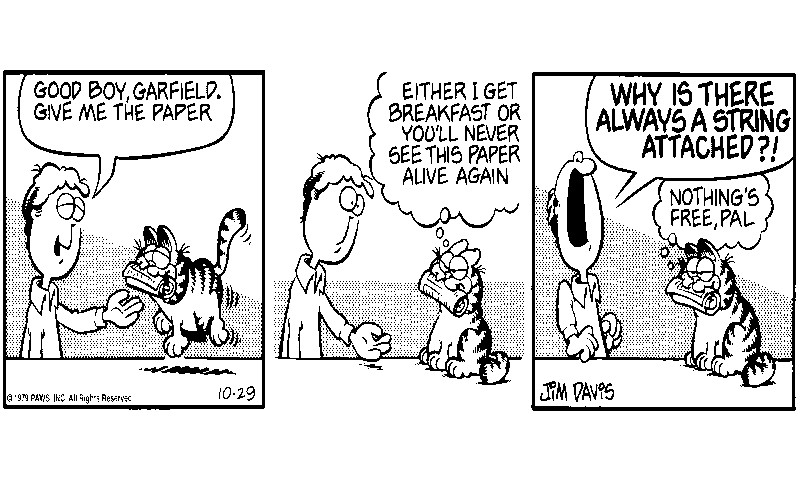 GOOD BOY, GARFIELD.
GIVE ME THE PAPER
© 1979 PAWS, INC. All Rights Reserved.
10-29
EITHER I GET
BREAKFAST OR
YOU'LL NEVER
SEE THIS PAPER
ALIVE AGAIN
WHY IS THERE
ALWAYS A STRING
ATTACHED?!
NOTHING'S
FREE, PAL
JIM DAVIS